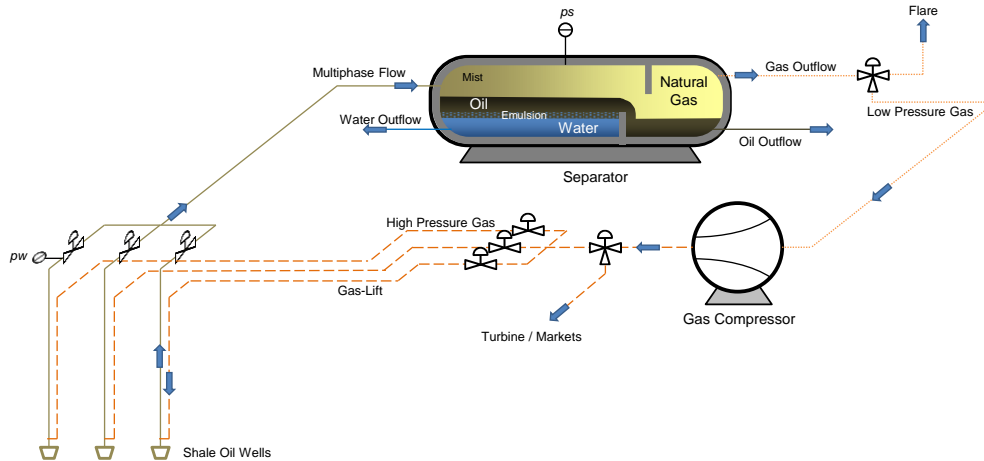 ps
Flare
Multiphase Flow
Mist
Natural
Gas
Gas Outflow
Oil
Emulsion
Water
Water Outflow
Low Pressure Gas
Oil Outflow
Separator
High Pressure Gas
pw
Gas-Lift
Gas Compressor
Turbine / Markets
Shale Oil Wells